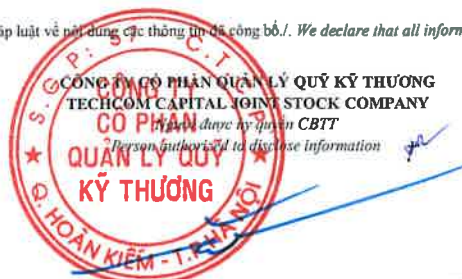 áp luật về nội dung các thông tin đã công bố./. We declare that all inform
CÔNG TY CỔ PHẦN QUẢN LÝ QUỸ KỸ THƯƠNG
TECHCOM CAPITAL JOINT STOCK COMPANY
Người được ủy quyền CBTT
Person authorized to disclose information
CÔNG TY
CỔ PHẦN
QUẢN LÝ QUỸ
KỸ THƯƠNG
Q. HOÀN KIẾM - T.P HÀ NỘI